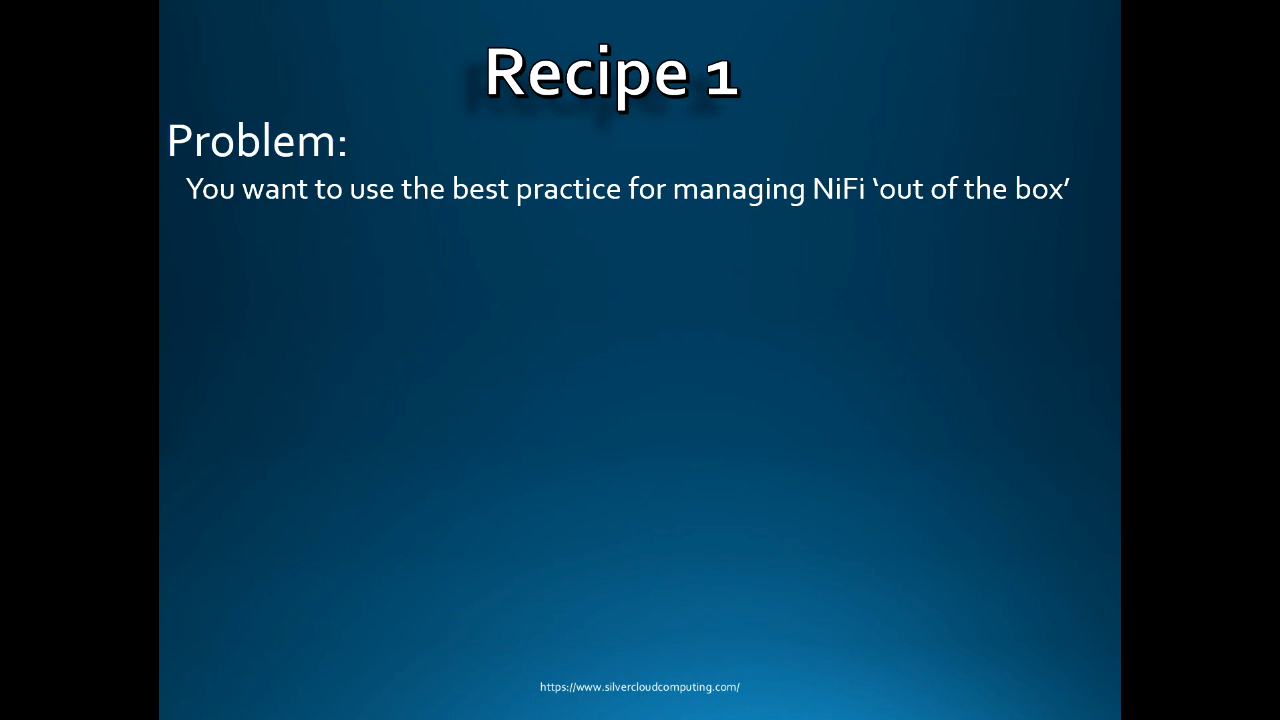 Recipe 1
Problem:
You want to use the best practice for managing NiFi ‘out of the box’
https://www.silvercloudcomputing.com/